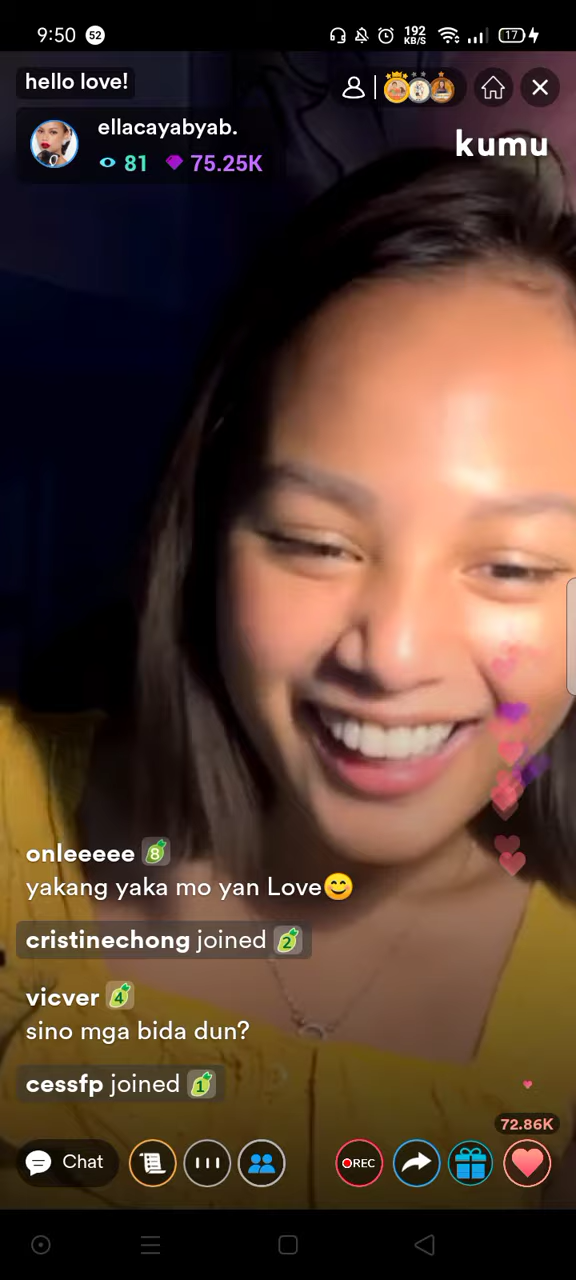 9:50 52 192 KB/S 17
hello love!
ellacayabyab.
81 75.25K
kumu
onleeeee 8
yakang yaka mo yan Love😊
cristinechong joined 2
vicver 4
sino mga bida dun?
cessfp joined 1
72.86K
Chat REC